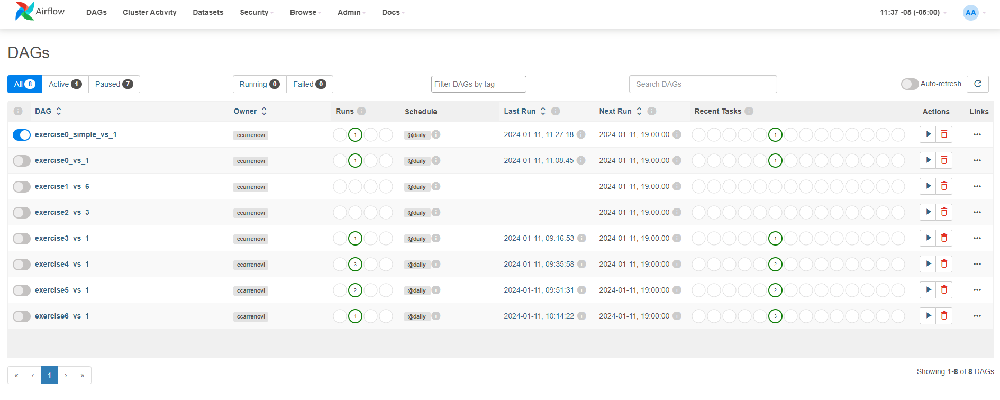 Airflow DAGs Cluster Activity Datasets Security Browse Admin Docs 11:37 -05 (-05:00) AA
DAGs
All 8 Active 1 Paused 7 Running 0 Failed 0 Filter DAGs by tag Search DAGs Auto-refresh
i DAG Owner Runs i Schedule Last Run i Next Run i Recent Tasks i Actions Links
exercise0_simple_vs_1 ccarrenovi 1 @daily i 2024-01-11, 11:27:18 i 2024-01-11, 19:00:00 i 1
exercise0_vs_1 ccarrenovi 1 @daily i 2024-01-11, 11:08:45 i 2024-01-11, 19:00:00 i 1
exercise1_vs_6 ccarrenovi @daily i 2024-01-11, 19:00:00 i
exercise2_vs_3 ccarrenovi @daily i 2024-01-11, 19:00:00 i
exercise3_vs_1 ccarrenovi 1 @daily i 2024-01-11, 09:16:53 i 2024-01-11, 19:00:00 i 1
exercise4_vs_1 ccarrenovi 3 @daily i 2024-01-11, 09:35:58 i 2024-01-11, 19:00:00 i 2
exercise5_vs_1 ccarrenovi 2 @daily i 2024-01-11, 09:51:31 i 2024-01-11, 19:00:00 i 2
exercise6_vs_1 ccarrenovi 1 @daily i 2024-01-11, 10:14:22 i 2024-01-11, 19:00:00 i 3
« ‹ 1 › » Showing 1-8 of 8 DAGs